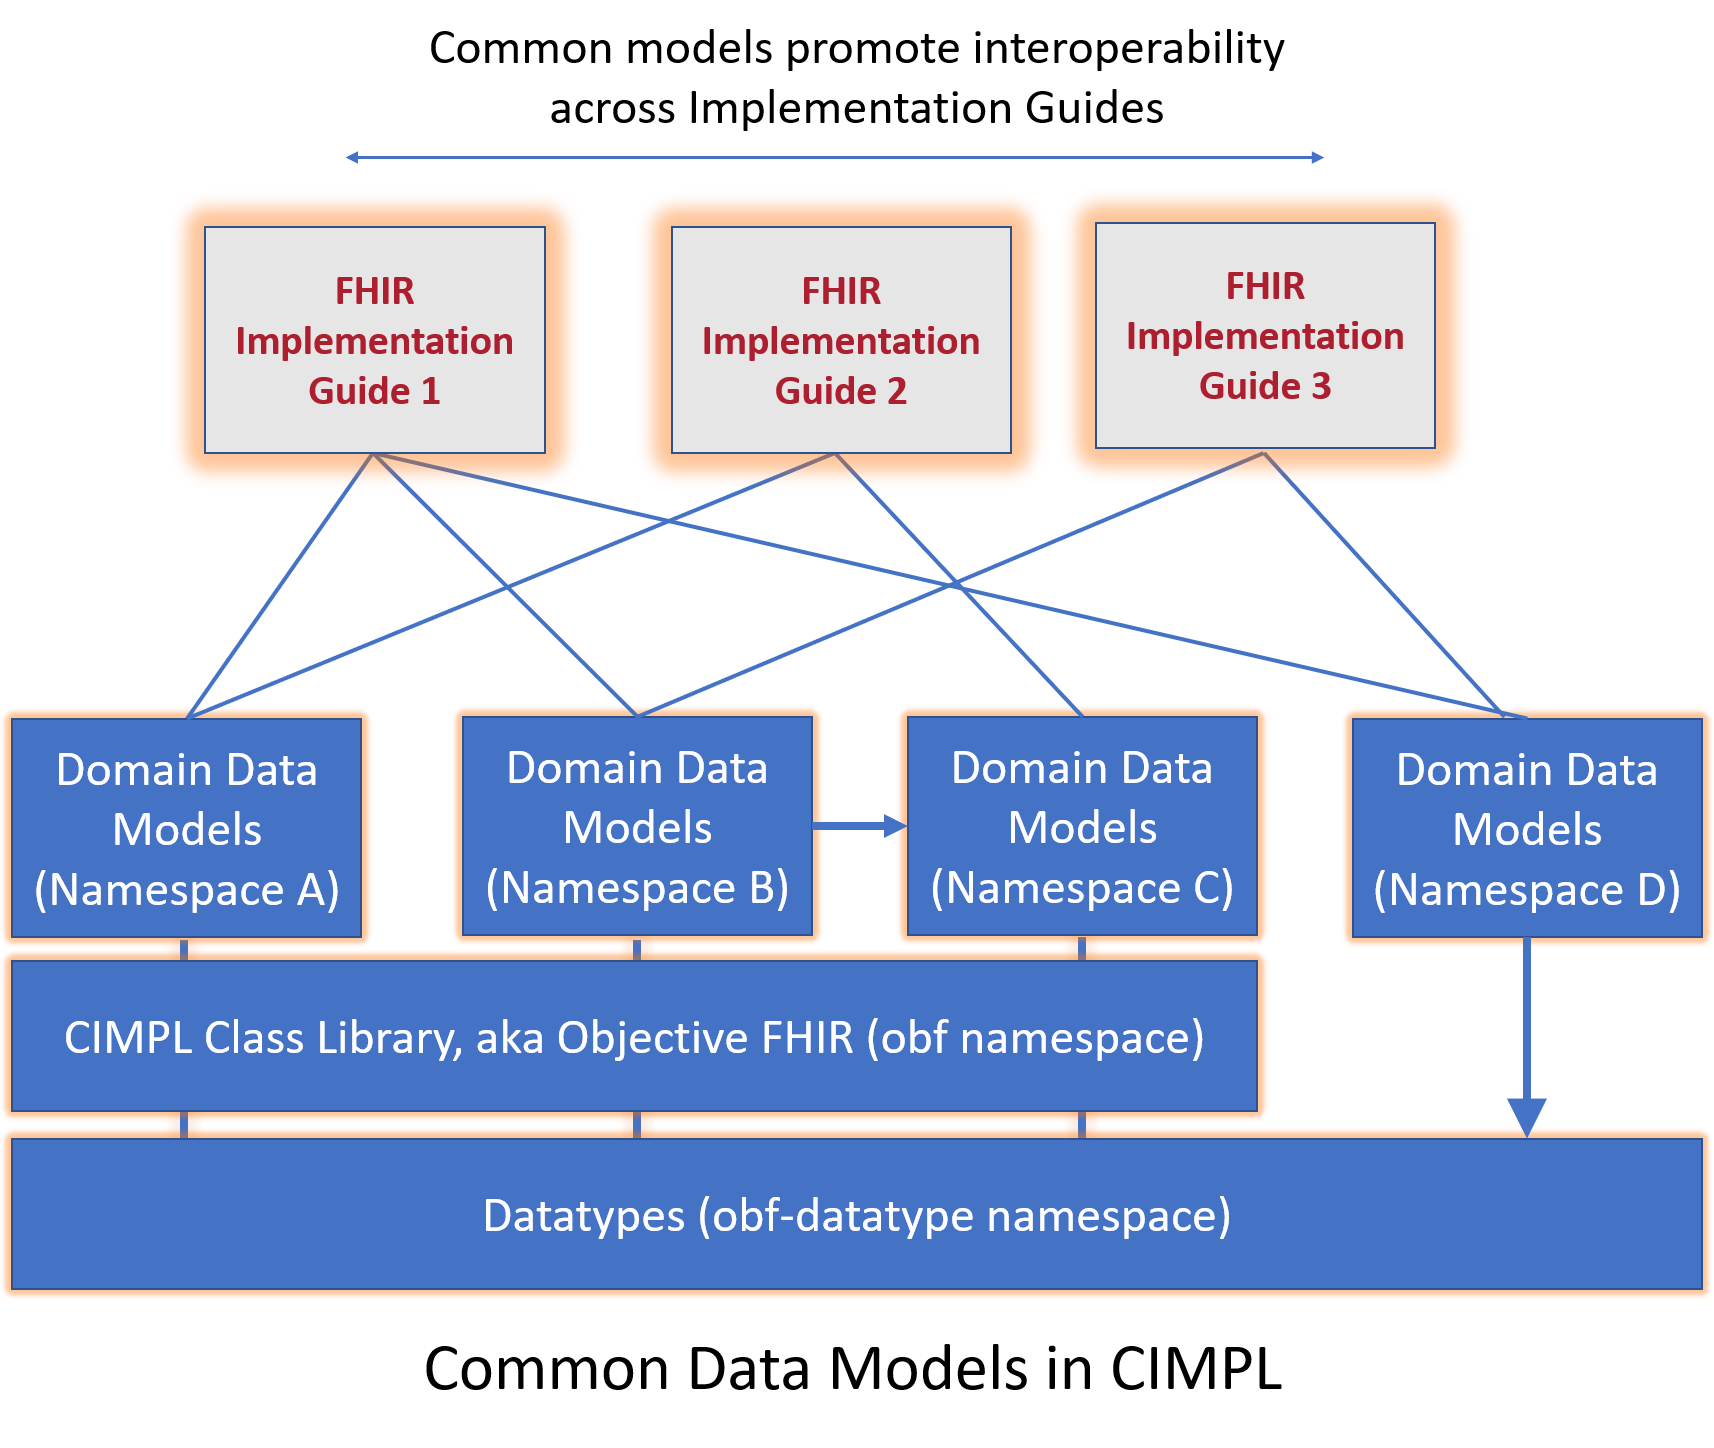 Common models promote interoperability
across Implementation Guides
FHIR
Implementation
Guide 1
FHIR
Implementation
Guide 2
FHIR
Implementation
Guide 3
Domain Data
Models
(Namespace A)
Domain Data
Models
(Namespace B)
Domain Data
Models
(Namespace C)
Domain Data
Models
(Namespace D)
CIMPL Class Library, aka Objective FHIR (obf namespace)
Datatypes (obf-datatype namespace)
Common Data Models in CIMPL